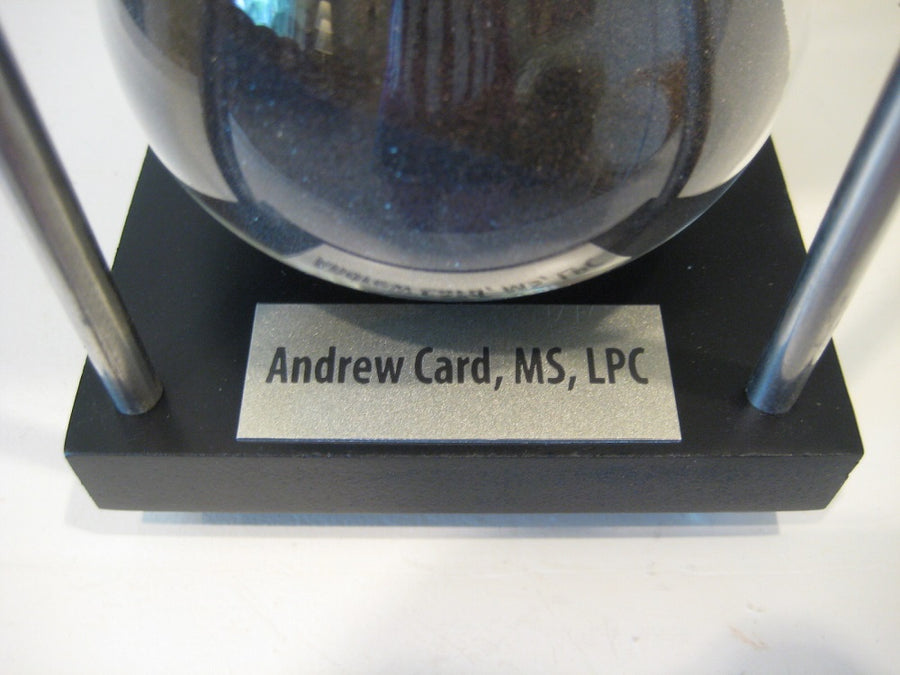 Andrew Card, MS, LPC